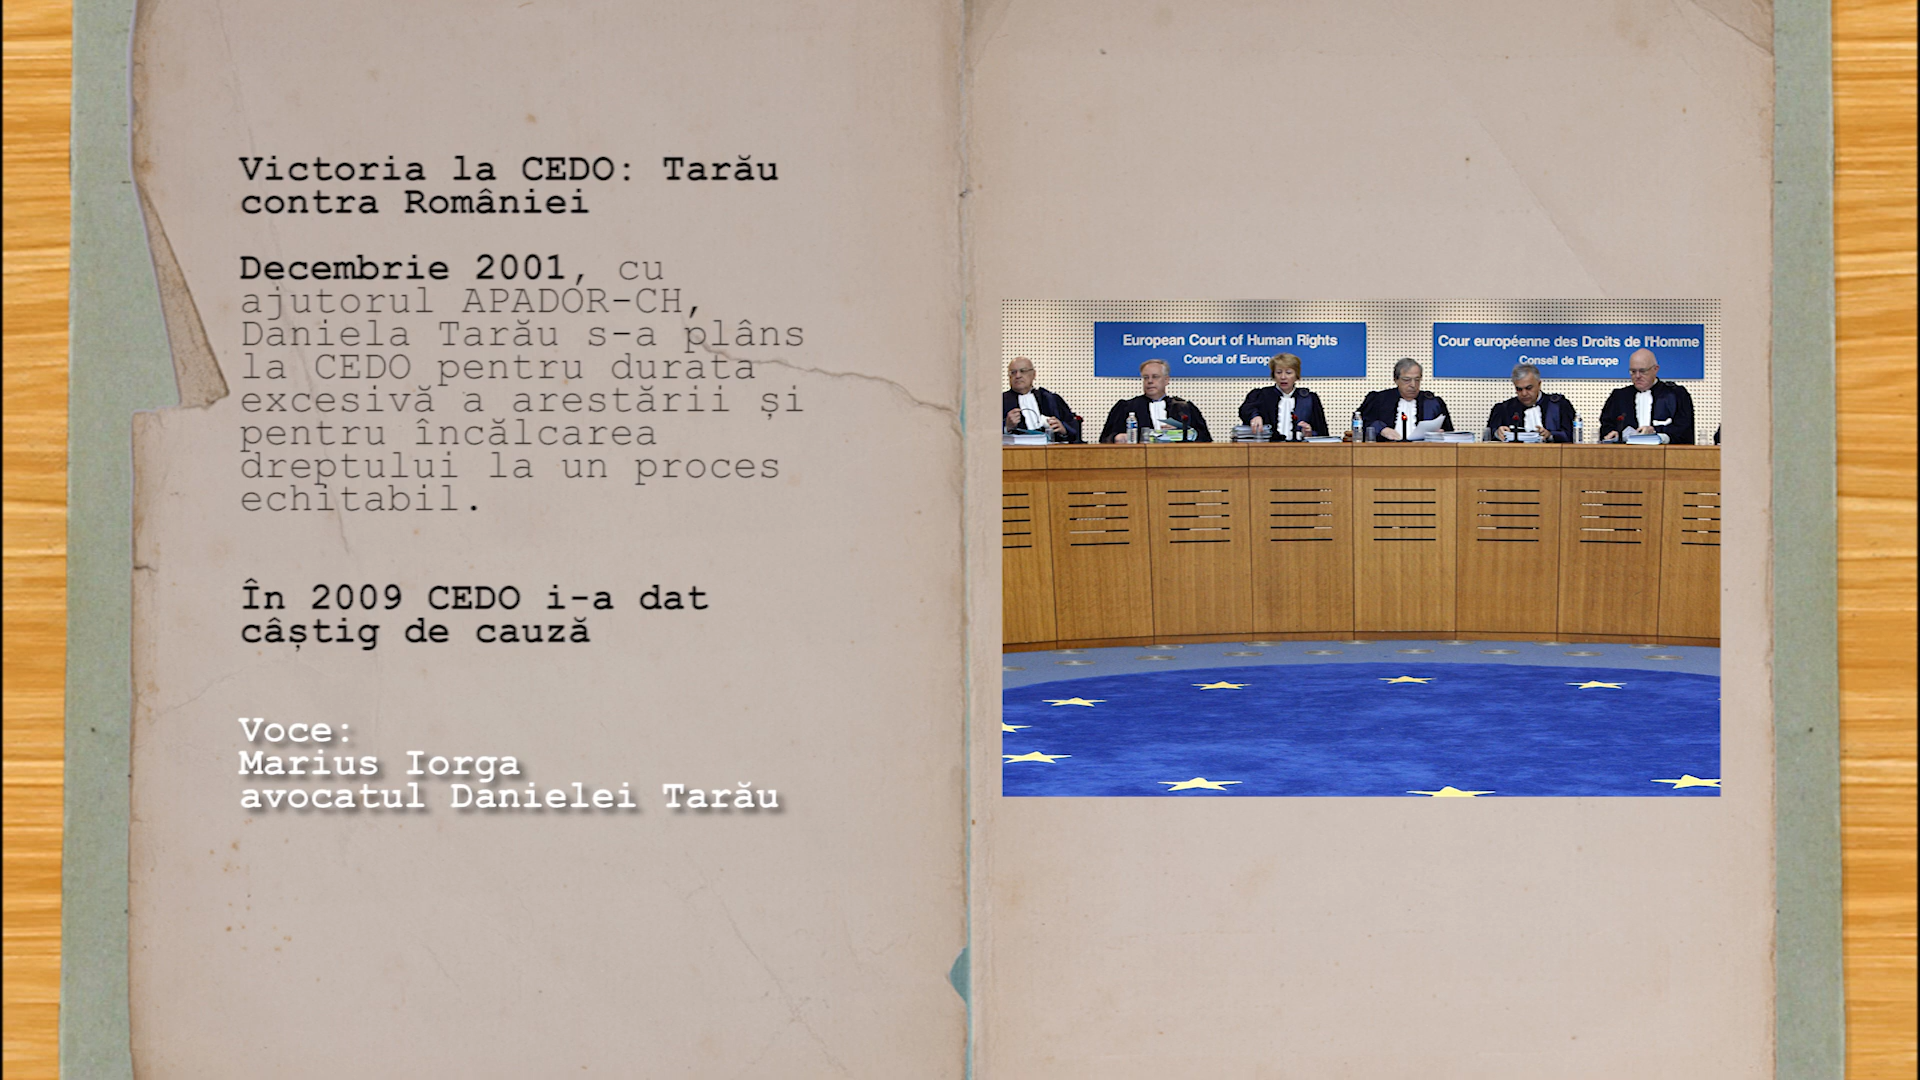 Victoria la CEDO: Tarău
contra României
Decembrie 2001, cu
ajutorul APADOR-CH,
Daniela Tarău s-a plâns
la CEDO pentru durata
excesivă a arestării și
pentru încălcarea
dreptului la un proces
echitabil.
În 2009 CEDO i-a dat
câștig de cauză
Voce:
Marius Iorga
avocatul Danielei Tarău
European Court of Human Rights
Council of Europe
Cour européenne des Droits de l'Homme
Conseil de l'Europe